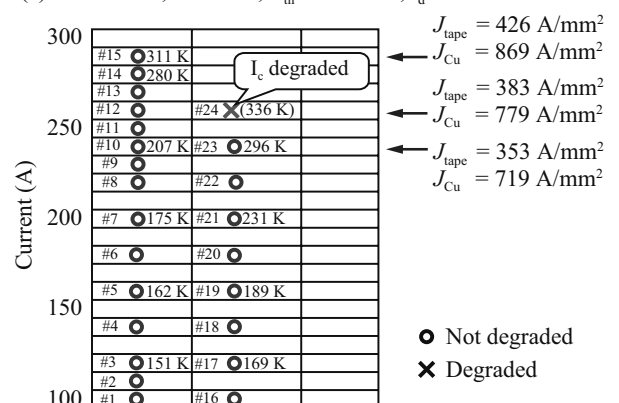 300
#15 311 K
#14 280 K
#13
I_c degraded
#12 #24 (336 K)
#11
250
#10 207 K #23 296 K
#9
#8 #22
200
#7 175 K #21 231 K
#6 #20
#5 162 K #19 189 K
150
#4 #18
#3 151 K #17 169 K
#2
100
#1 #16
Current (A)
J_tape = 426 A/mm²
J_Cu = 869 A/mm²
J_tape = 383 A/mm²
J_Cu = 779 A/mm²
J_tape = 353 A/mm²
J_Cu = 719 A/mm²
Not degraded
Degraded